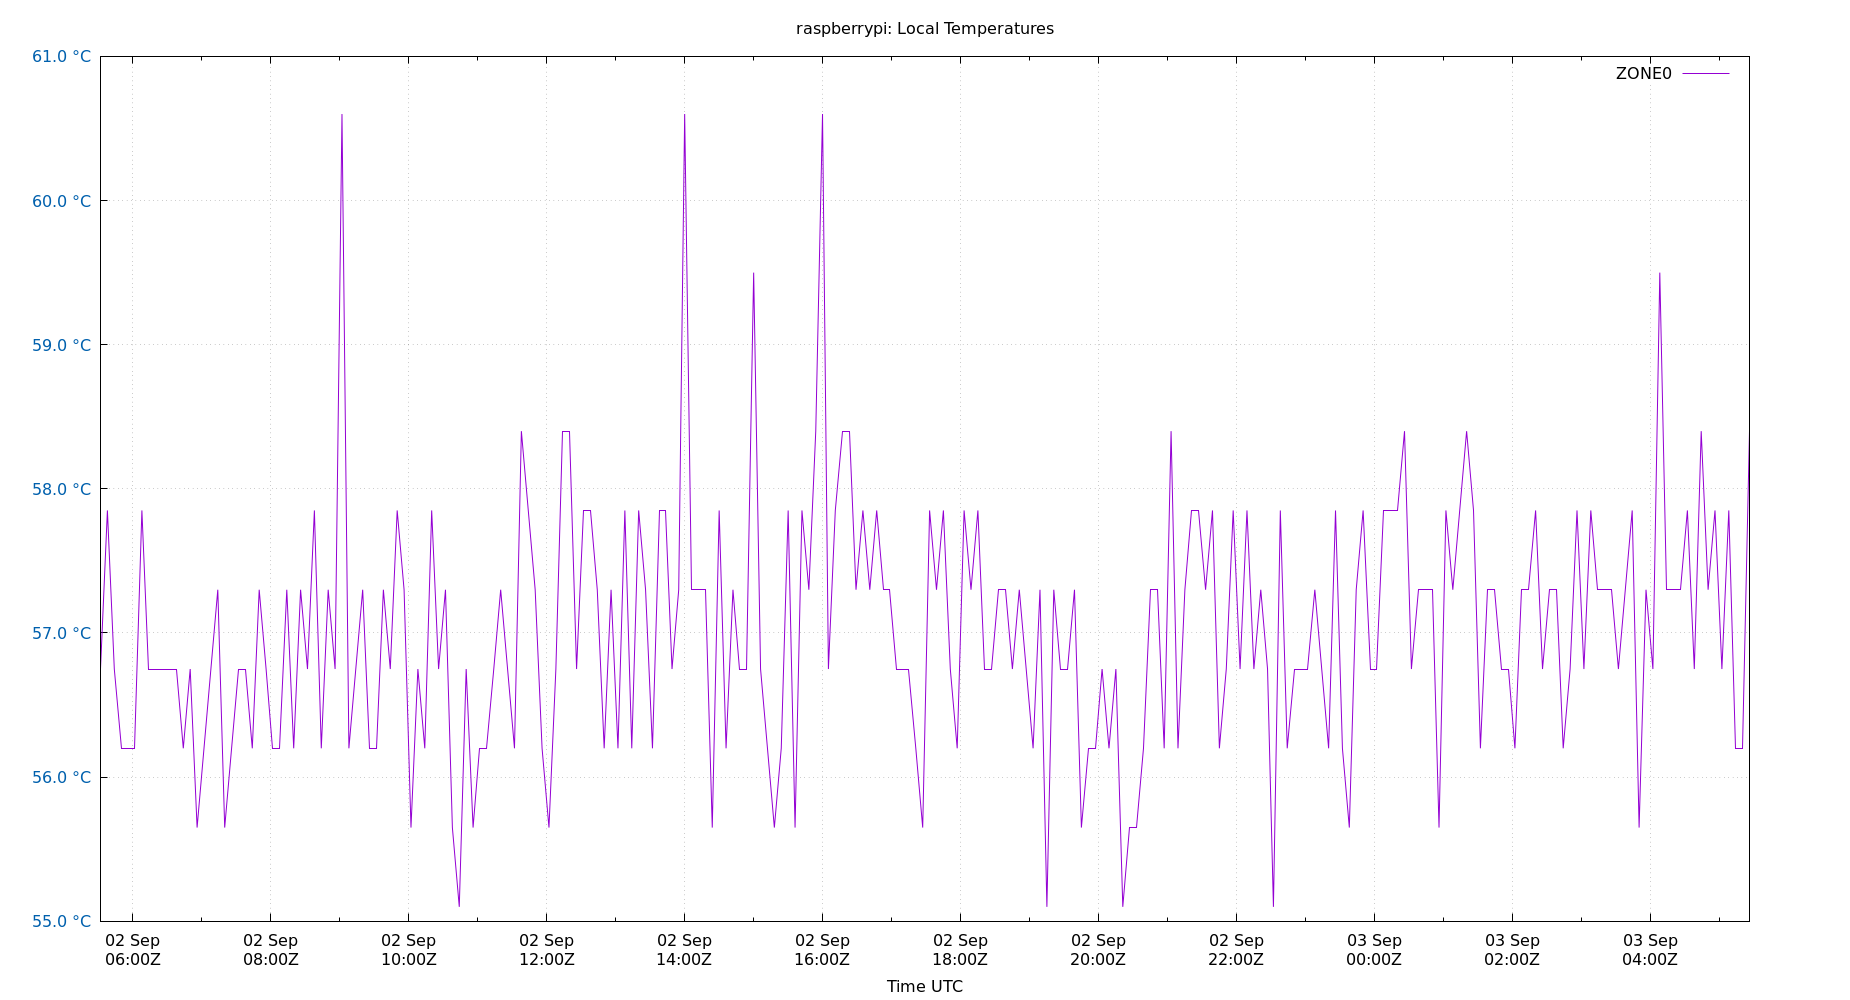 raspberrypi: Local Temperatures
61.0 °C
ZONE0
60.0 °C
59.0 °C
58.0 °C
57.0 °C
56.0 °C
55.0 °C
02 Sep 02 Sep 02 Sep 02 Sep 02 Sep 02 Sep 02 Sep 02 Sep 02 Sep 03 Sep 03 Sep 03 Sep
06:00Z 08:00Z 10:00Z 12:00Z 14:00Z 16:00Z 18:00Z 20:00Z 22:00Z 00:00Z 02:00Z 04:00Z
Time UTC